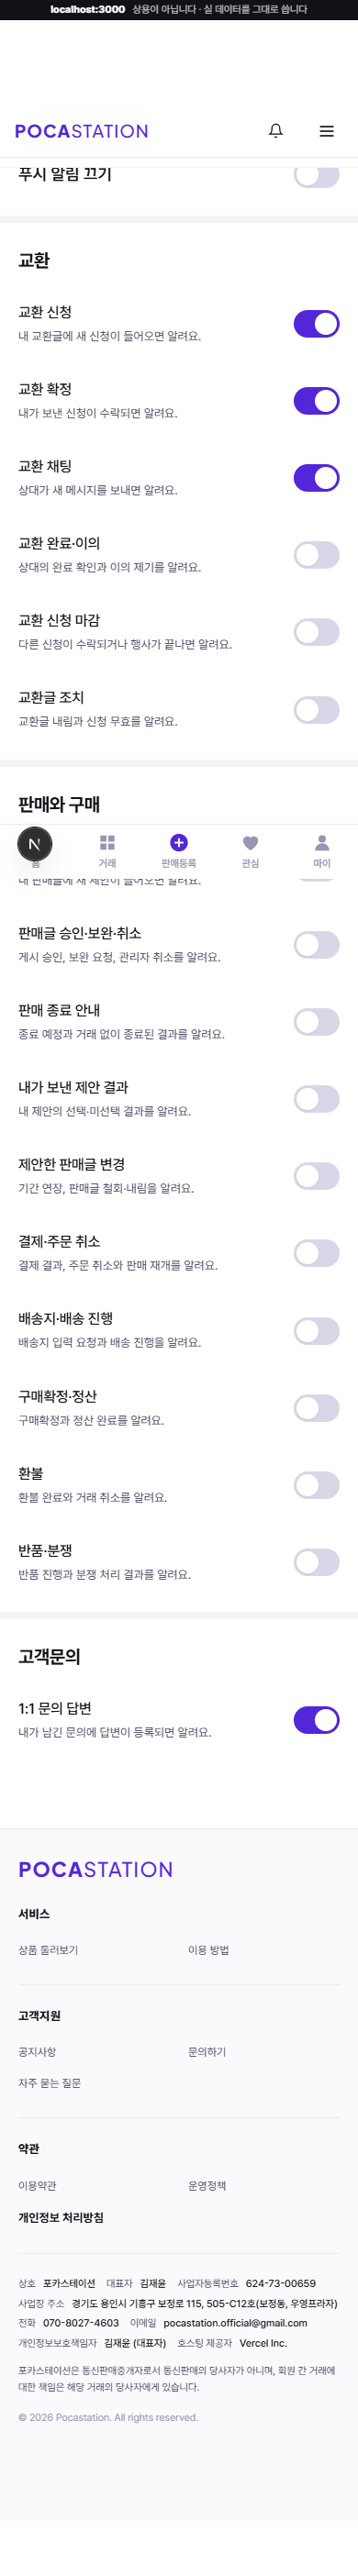 localhost:3000 상용이 아닙니다 · 실 데이터를 그대로 씁니다
POCASTATION
푸시 알림 끄기
교환
교환 신청
내 교환글에 새 신청이 들어오면 알려요.
교환 확정
내가 보낸 신청이 수락되면 알려요.
교환 채팅
상대가 새 메시지를 보내면 알려요.
교환 완료·이의
상대의 완료 확인과 이의 제기를 알려요.
교환 신청 마감
다른 신청이 수락되거나 행사가 끝나면 알려요.
교환글 조치
교환글 내림과 신청 무효를 알려요.
판매와 구매
N
홈 거래 판매등록 관심 마이
내 판매글에 새 제안이 들어오면 알려요.
판매글 승인·보완·취소
게시 승인, 보완 요청, 관리자 취소를 알려요.
판매 종료 안내
종료 예정과 거래 없이 종료된 결과를 알려요.
내가 보낸 제안 결과
내 제안의 선택·미선택 결과를 알려요.
제안한 판매글 변경
기간 연장, 판매글 철회·내림을 알려요.
결제·주문 취소
결제 결과, 주문 취소와 판매 재개를 알려요.
배송지·배송 진행
배송지 입력 요청과 배송 진행을 알려요.
구매확정·정산
구매확정과 정산 완료를 알려요.
환불
환불 완료와 거래 취소를 알려요.
반품·분쟁
반품 진행과 분쟁 처리 결과를 알려요.
고객문의
1:1 문의 답변
내가 남긴 문의에 답변이 등록되면 알려요.
POCASTATION
서비스
상품 둘러보기 이용 방법
고객지원
공지사항 문의하기
자주 묻는 질문
약관
이용약관 운영정책
개인정보 처리방침
상호 포카스테이션 대표자 김재윤 사업자등록번호 624-73-00659
사업장 주소 경기도 용인시 기흥구 보정로 115, 505-C12호(보정동, 우영프라자)
전화 070-8027-4603 이메일 pocastation.official@gmail.com
개인정보보호책임자 김재윤 (대표자) 호스팅 제공자 Vercel Inc.
포카스테이션은 통신판매중개자로서 통신판매의 당사자가 아니며, 회원 간 거래에
대한 책임은 해당 거래의 당사자에게 있습니다.
© 2026 Pocastation. All rights reserved.